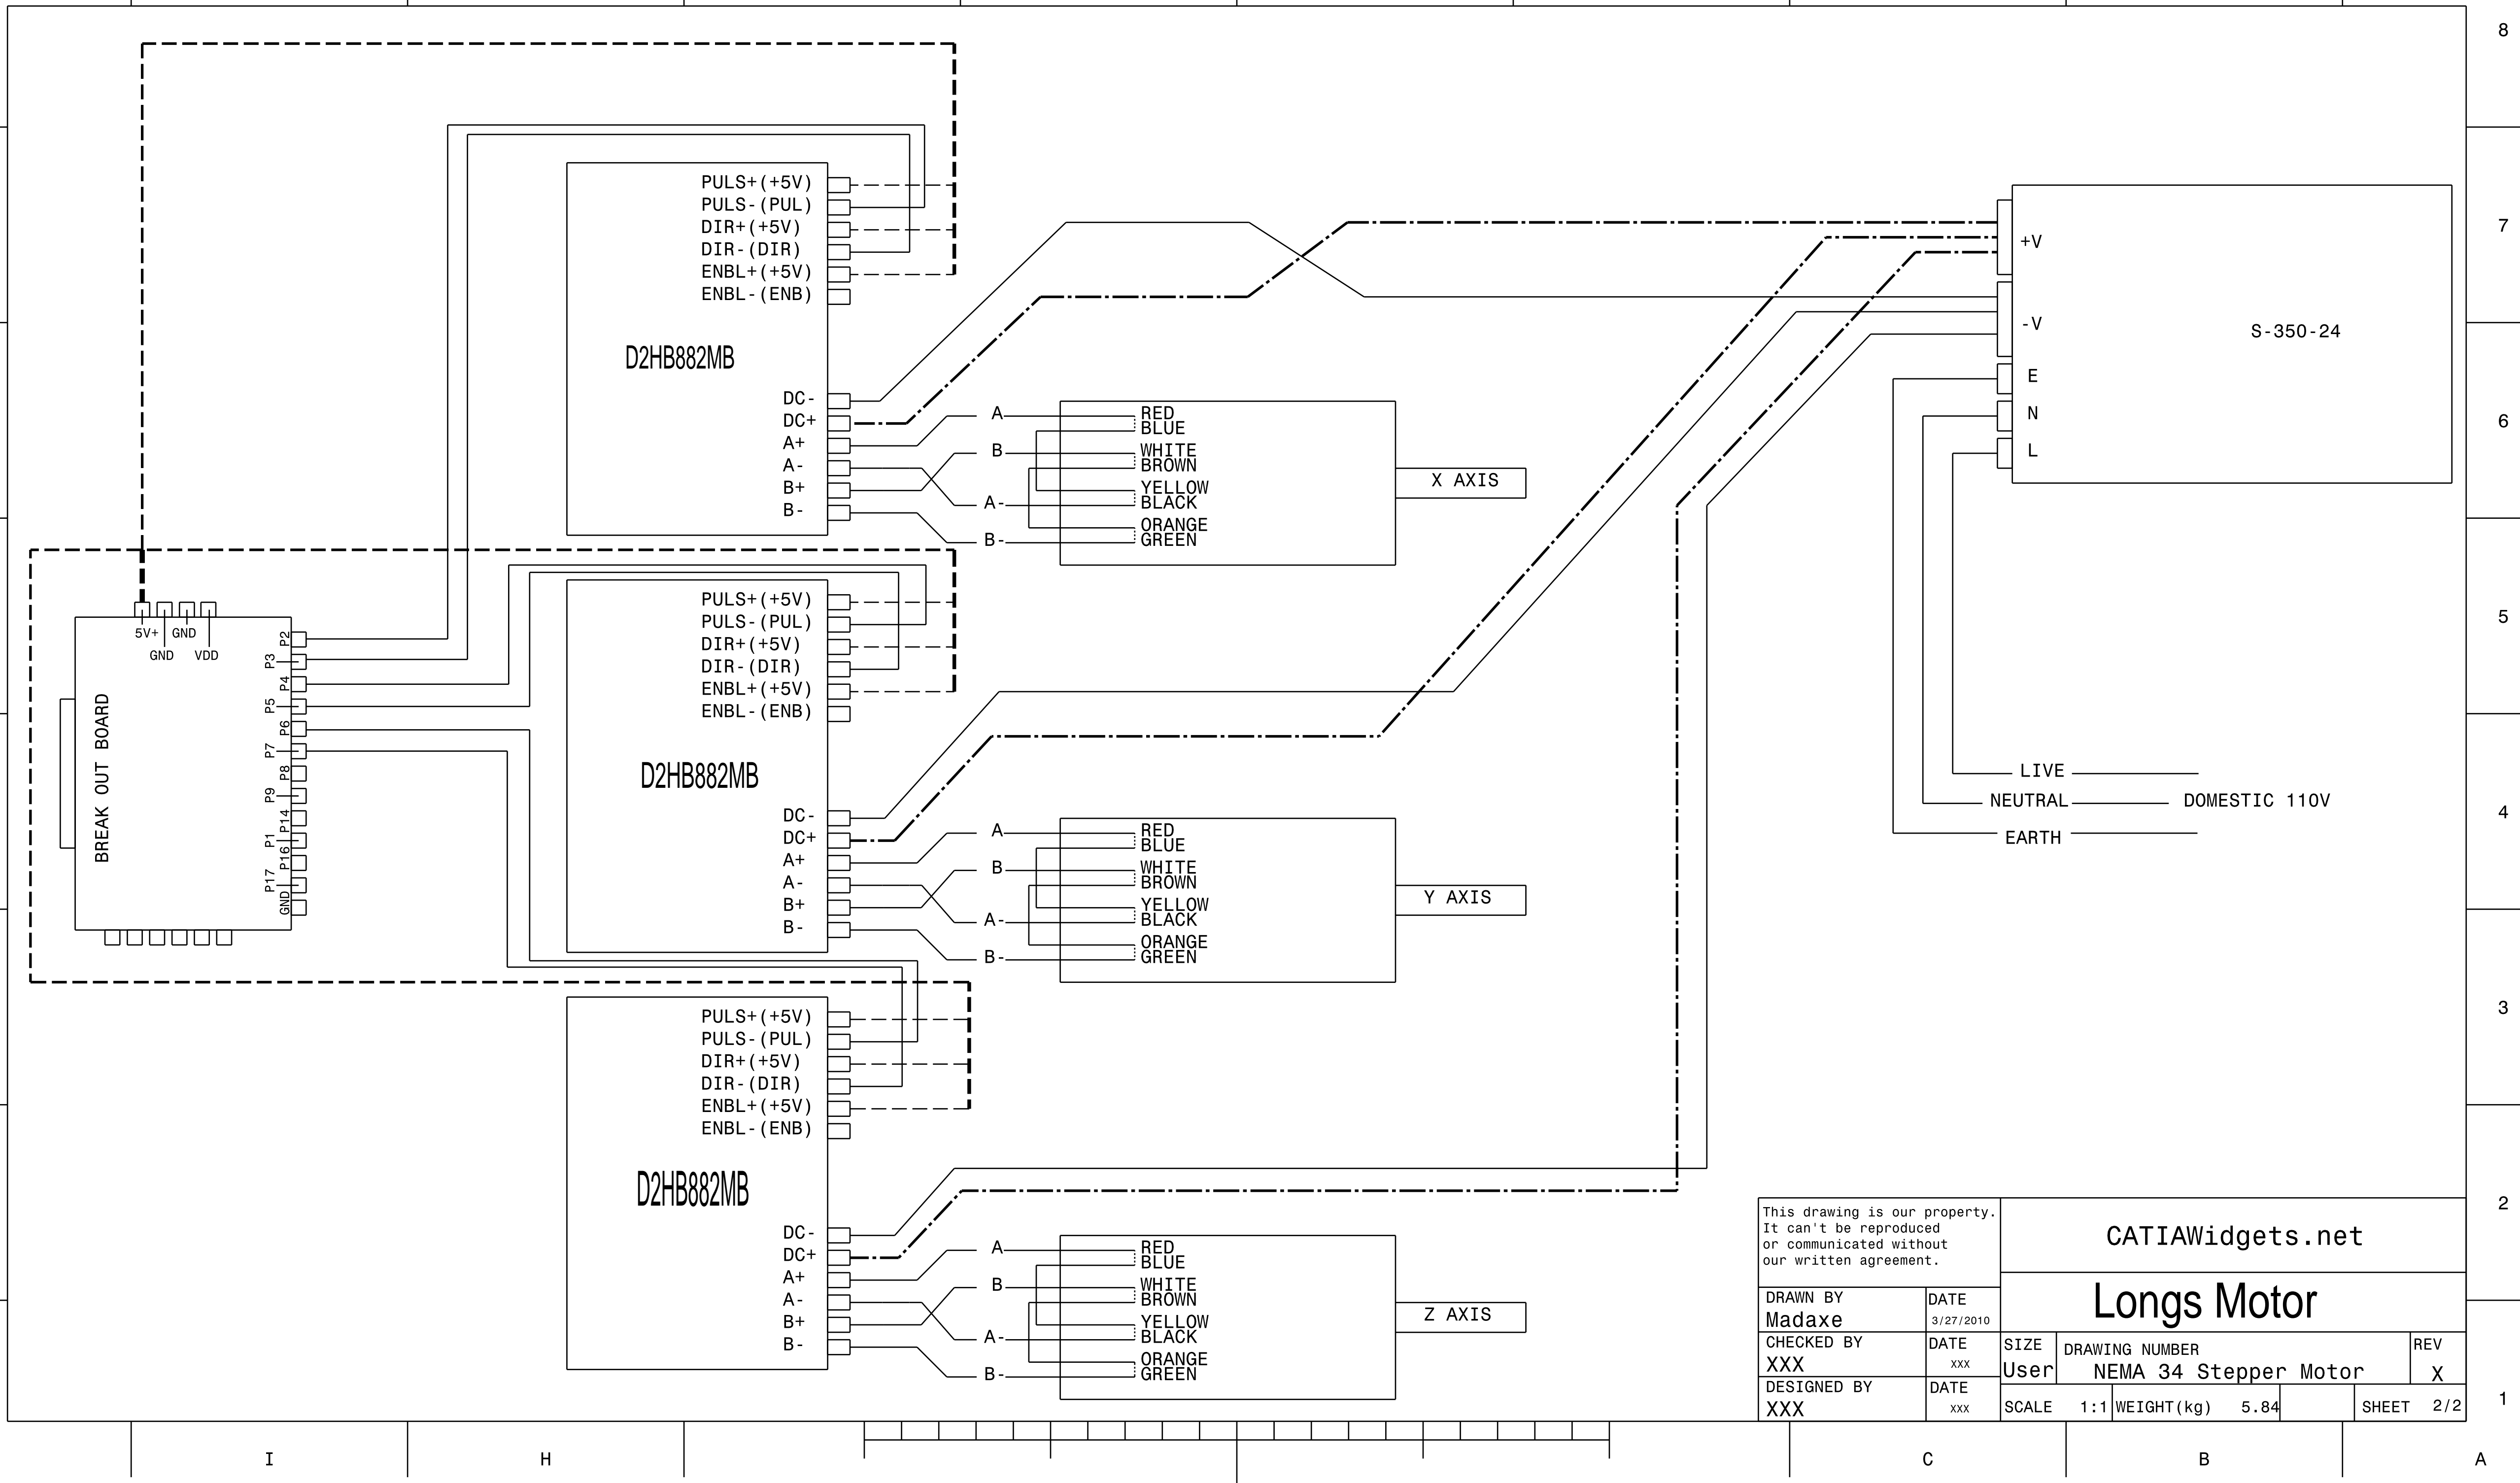 8
7
6
5
4
3
2
1
PULS+(+5V)
PULS-(PUL)
DIR+(+5V)
DIR-(DIR)
ENBL+(+5V)
ENBL-(ENB)
D2HB882MB
DC-
DC+
A+
A-
B+
B-
A
B
A-
B-
RED
BLUE
WHITE
BROWN
YELLOW
BLACK
ORANGE
GREEN
X AXIS
+V
-V
E
N
L
S-350-24
LIVE
NEUTRAL
DOMESTIC 110V
EARTH
5V+
GND
GND
VDD
P2
P3
P4
P5
P6
P7
P8
P9
P14
P1
P16
P17
GND
BREAK OUT BOARD
PULS+(+5V)
PULS-(PUL)
DIR+(+5V)
DIR-(DIR)
ENBL+(+5V)
ENBL-(ENB)
D2HB882MB
DC-
DC+
A+
A-
B+
B-
A
B
A-
B-
RED
BLUE
WHITE
BROWN
YELLOW
BLACK
ORANGE
GREEN
Y AXIS
PULS+(+5V)
PULS-(PUL)
DIR+(+5V)
DIR-(DIR)
ENBL+(+5V)
ENBL-(ENB)
D2HB882MB
DC-
DC+
A+
A-
B+
B-
A
B
A-
B-
RED
BLUE
WHITE
BROWN
YELLOW
BLACK
ORANGE
GREEN
Z AXIS
This drawing is our property.
It can't be reproduced
or communicated without
our written agreement.
CATIAWidgets.net
Longs Motor
DRAWN BY
Madaxe
DATE
3/27/2010
CHECKED BY
XXX
DATE
XXX
DESIGNED BY
XXX
DATE
XXX
SIZE
User
DRAWING NUMBER
NEMA 34 Stepper Motor
REV
X
SCALE 1:1
WEIGHT(kg) 5.84
SHEET 2/2
I
H
C
B
A